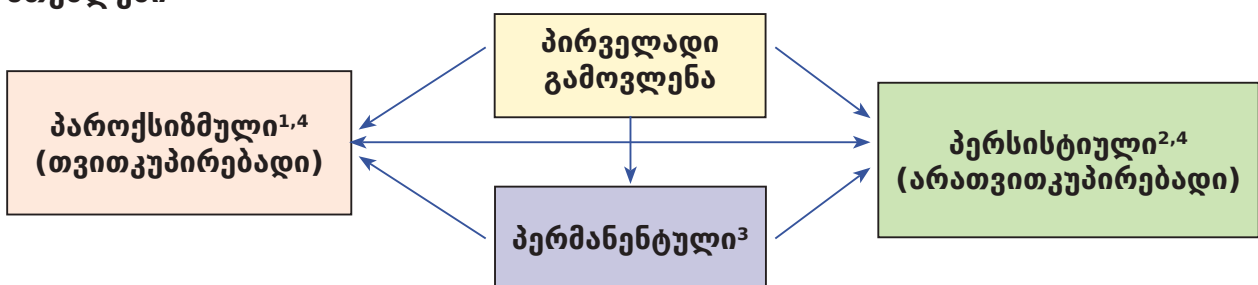 პირველადი
გამოვლენა
პაროქსიზმული¹,⁴
(თვითკუპირებადი)
პერსისტიული²,⁴
(არათვითკუპირებადი)
პერმანენტული³